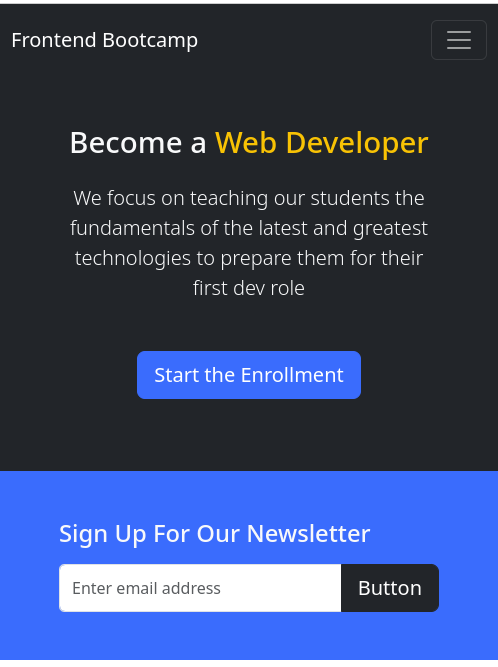 Frontend Bootcamp
Become a Web Developer
We focus on teaching our students the
fundamentals of the latest and greatest
technologies to prepare them for their
first dev role
Start the Enrollment
Sign Up For Our Newsletter
Enter email address
Button